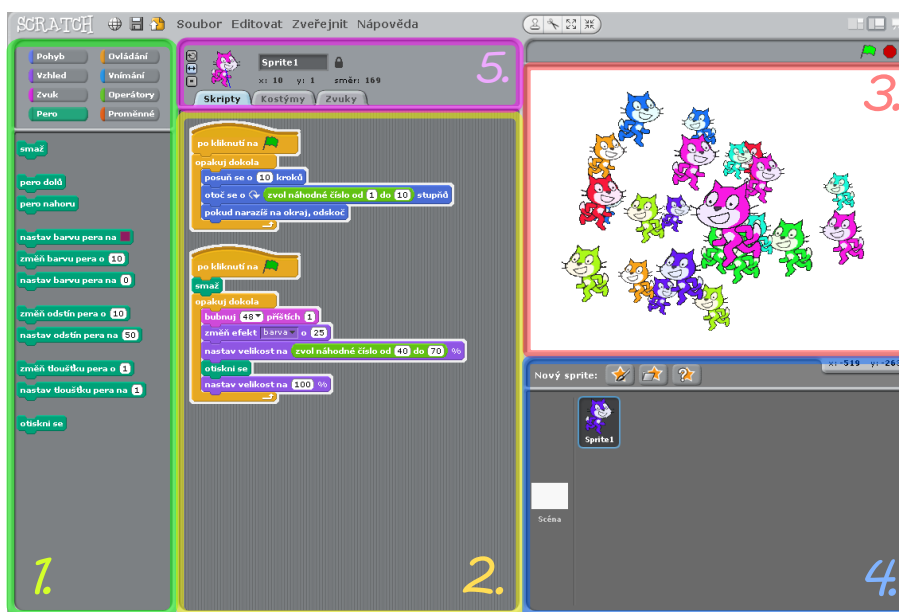 SCRATCH Soubor Editovat Zveřejnit Nápověda
Pohyb Ovládání
Vzhled Vnímání
Zvuk Operátory
Pero Proměnné
smaž
pero dolů
pero nahoru
nastav barvu pera na
změň barvu pera o 10
nastav barvu pera na 0
změň odstín pera o 10
nastav odstín pera na 50
změň tloušťku pera o 1
nastav tloušťku pera na 1
otiskni se
1.
Sprite1
x: 10 y: 1 směr: 169
Skripty Kostýmy Zvuky
5.
po kliknutí na
opakuj dokola
posuň se o 10 kroků
otoč se o zvol náhodné číslo od 1 do 10 stupňů
pokud narazíš na okraj, odskoč
po kliknutí na
smaž
opakuj dokola
bubnuj 48 příštích 1
změň efekt barva o 25
nastav velikost na zvol náhodné číslo od 40 do 70 %
otiskni se
nastav velikost na 100 %
2.
3.
x: -519 y: -263
Nový sprite:
Sprite1
Scéna
4.